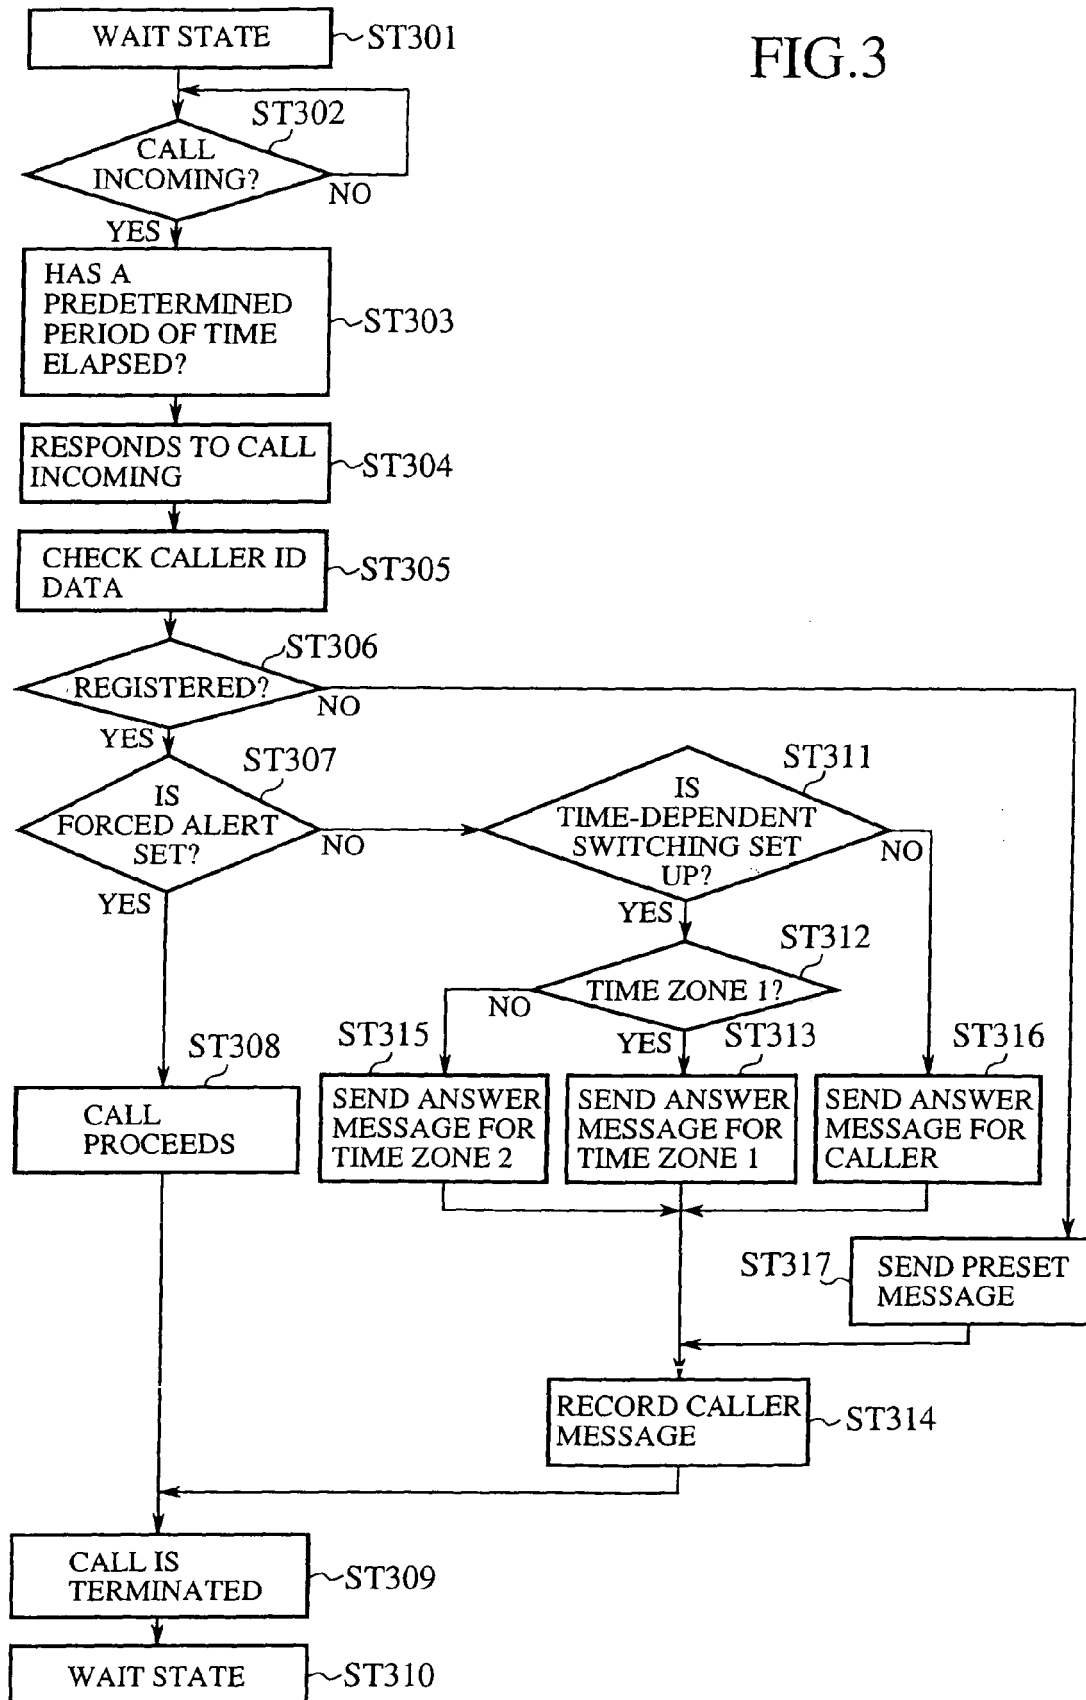 FIG.3
WAIT STATE
ST301
ST302
CALL
INCOMING?
NO
YES
HAS A
PREDETERMINED
PERIOD OF TIME
ELAPSED?
ST303
RESPONDS TO CALL
INCOMING
ST304
CHECK CALLER ID
DATA
ST305
ST306
REGISTERED?
NO
YES
ST307
IS
FORCED ALERT
SET?
NO
YES
ST311
IS
TIME-DEPENDENT
SWITCHING SET
UP?
NO
YES
ST312
TIME ZONE 1?
NO
YES
ST308
CALL
PROCEEDS
ST315
SEND ANSWER
MESSAGE FOR
TIME ZONE 2
ST313
SEND ANSWER
MESSAGE FOR
TIME ZONE 1
ST316
SEND ANSWER
MESSAGE FOR
CALLER
ST317
SEND PRESET
MESSAGE
RECORD CALLER
MESSAGE
ST314
CALL IS
TERMINATED
ST309
WAIT STATE
ST310